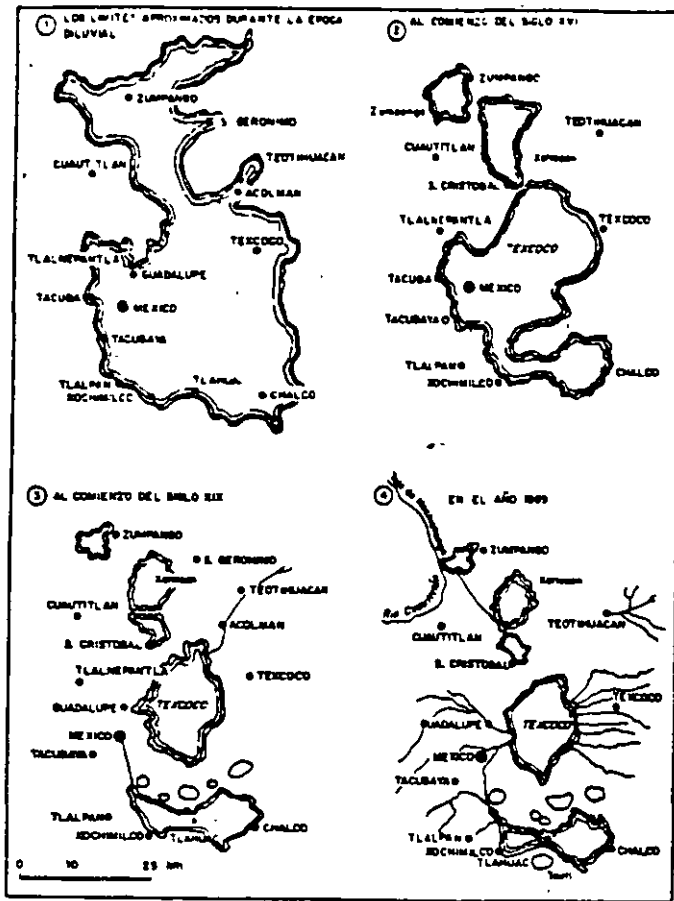 1 LOS LIMITES APROXIMADOS DURANTE LA EPOCA
DILUVIAL
ZUMPANGO
S. GERONIMO
TEOTIHUACAN
CUAUTITLAN
ACOLMAN
TEXCOCO
TLALNEPANTLA
GUADALUPE
TACUBA
MEXICO
TACUBAYA
TLALPAN
XOCHIMILCO
TLAHUAC
CHALCO
2 AL COMIENZO DEL SIGLO XVI
ZUMPANGO
Zumpango
TEOTIHUACAN
CUAUTITLAN
Xaltocan
S. CRISTOBAL
TLALNEPANTLA
TEXCOCO
TEXCOCO
TACUBA
MEXICO
TACUBAYA
TLALPAN
XOCHIMILCO
CHALCO
3 AL COMIENZO DEL SIGLO XIX
ZUMPANGO
S. GERONIMO
Xaltocan
TEOTIHUACAN
CUAUTITLAN
ACOLMAN
S. CRISTOBAL
TLALNEPANTLA
TEXCOCO
TEXCOCO
GUADALUPE
MEXICO
TACUBAYA
TLALPAN
XOCHIMILCO
TLAHUAC
CHALCO
0 10 25 km
4 EN EL AÑO 1889
ZUMPANGO
Xaltocan
Rio Cuautitlan
TEOTIHUACAN
CUAUTITLAN
S. CRISTOBAL
TEXCOCO
GUADALUPE
TEXCOCO
MEXICO
TACUBAYA
TLALPAN
XOCHIMILCO
TLAHUAC
CHALCO